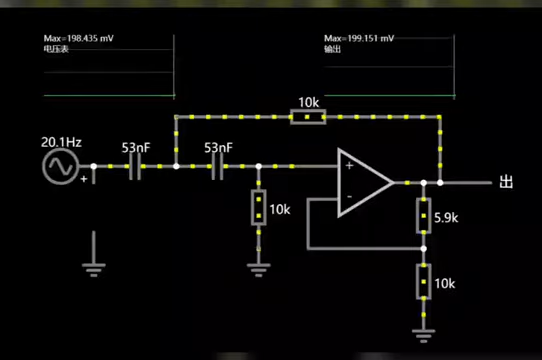 Max=198.435 mV
电压表
Max=199.151 mV
输出
10k
20.1Hz
53nF
53nF
+
+
-
10k
出
5.9k
10k